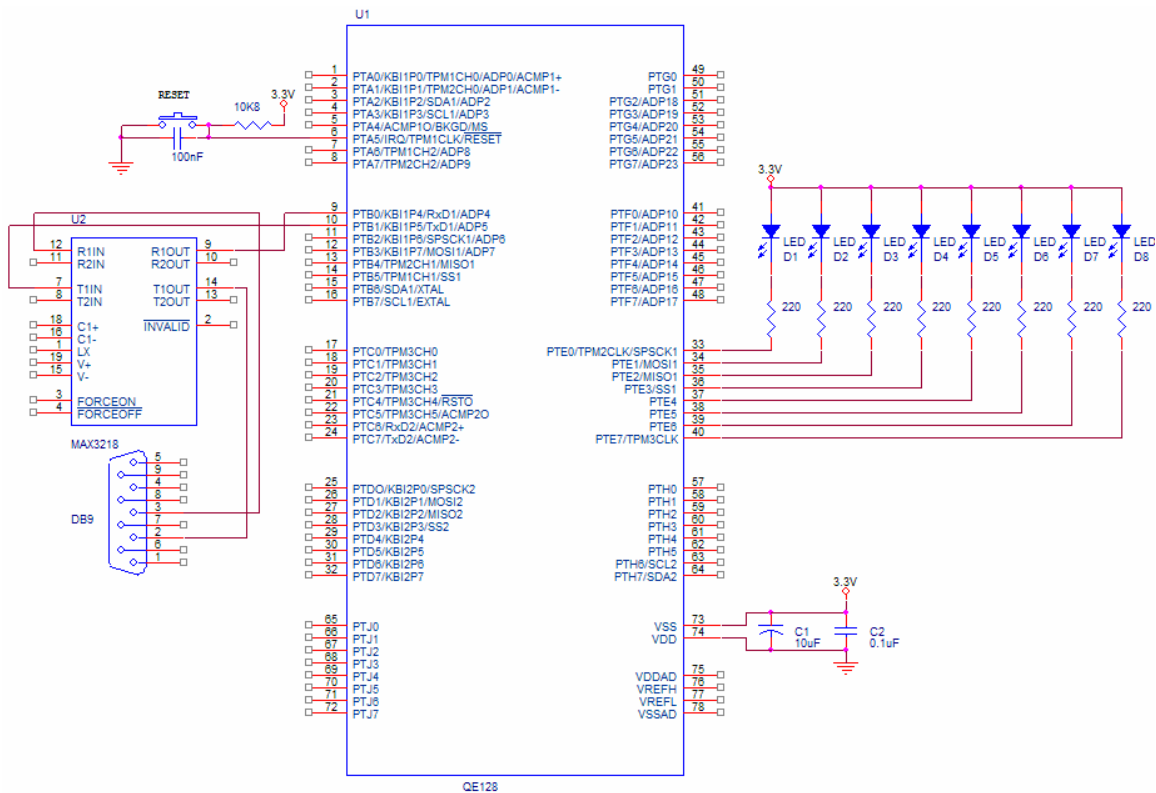 U1
1 PTA0/KBI1P0/TPM1CH0/ADP0/ACMP1+
2 PTA1/KBI1P1/TPM2CH0/ADP1/ACMP1-
3 PTA2/KBI1P2/SDA1/ADP2
4 PTA3/KBI1P3/SCL1/ADP3
5 PTA4/ACMP1O/BKGD/MS
6 PTA5/IRQ/TPM1CLK/RESET
7 PTA6/TPM1CH2/ADP8
8 PTA7/TPM2CH2/ADP9
RESET
10K8
3.3V
100nF
9 PTB0/KBI1P4/RxD1/ADP4
10 PTB1/KBI1P5/TxD1/ADP5
11 PTB2/KBI1P6/SPSCK1/ADP6
12 PTB3/KBI1P7/MOSI1/ADP7
13 PTB4/TPM2CH1/MISO1
14 PTB5/TPM1CH1/SS1
15 PTB6/SDA1/XTAL
16 PTB7/SCL1/EXTAL
17 PTC0/TPM3CH0
18 PTC1/TPM3CH1
19 PTC2/TPM3CH2
20 PTC3/TPM3CH3
21 PTC4/TPM3CH4/RSTO
22 PTC5/TPM3CH5/ACMP2O
23 PTC6/RxD2/ACMP2+
24 PTC7/TxD2/ACMP2-
25 PTDO/KBI2P0/SPSCK2
26 PTD1/KBI2P1/MOSI2
27 PTD2/KBI2P2/MISO2
28 PTD3/KBI2P3/SS2
29 PTD4/KBI2P4
30 PTD5/KBI2P5
31 PTD6/KBI2P6
32 PTD7/KBI2P7
65 PTJ0
66 PTJ1
67 PTJ2
68 PTJ3
69 PTJ4
70 PTJ5
71 PTJ6
72 PTJ7
PTG0 49
PTG1 50
PTG2/ADP18 51
PTG3/ADP19 52
PTG4/ADP20 53
PTG5/ADP21 54
PTG6/ADP22 55
PTG7/ADP23 56
PTF0/ADP10 41
PTF1/ADP11 42
PTF2/ADP12 43
PTF3/ADP13 44
PTF4/ADP14 45
PTF5/ADP15 46
PTF6/ADP16 47
PTF7/ADP17 48
PTE0/TPM2CLK/SPSCK1 33
PTE1/MOSI1 34
PTE2/MISO1 35
PTE3/SS1 36
PTE4 37
PTE5 38
PTE6 39
PTE7/TPM3CLK 40
PTH0 57
PTH1 58
PTH2 59
PTH3 60
PTH4 61
PTH5 62
PTH6/SCL2 63
PTH7/SDA2 64
VSS 73
VDD 74
VDDAD 75
VREFH 76
VREFL 77
VSSAD 78
QE128
U2
12 R1IN R1OUT 9
11 R2IN R2OUT 10
7 T1IN T1OUT 14
8 T2IN T2OUT 13
18 C1+ INVALID 2
16 C1-
1 LX
19 V+
15 V-
3 FORCEON
4 FORCEOFF
MAX3218
DB9
5
9
4
8
3
7
2
6
1
3.3V
LED LED LED LED LED LED LED LED
D1 D2 D3 D4 D5 D6 D7 D8
220 220 220 220 220 220 220 220
3.3V
C1 C2
10uF 0.1uF